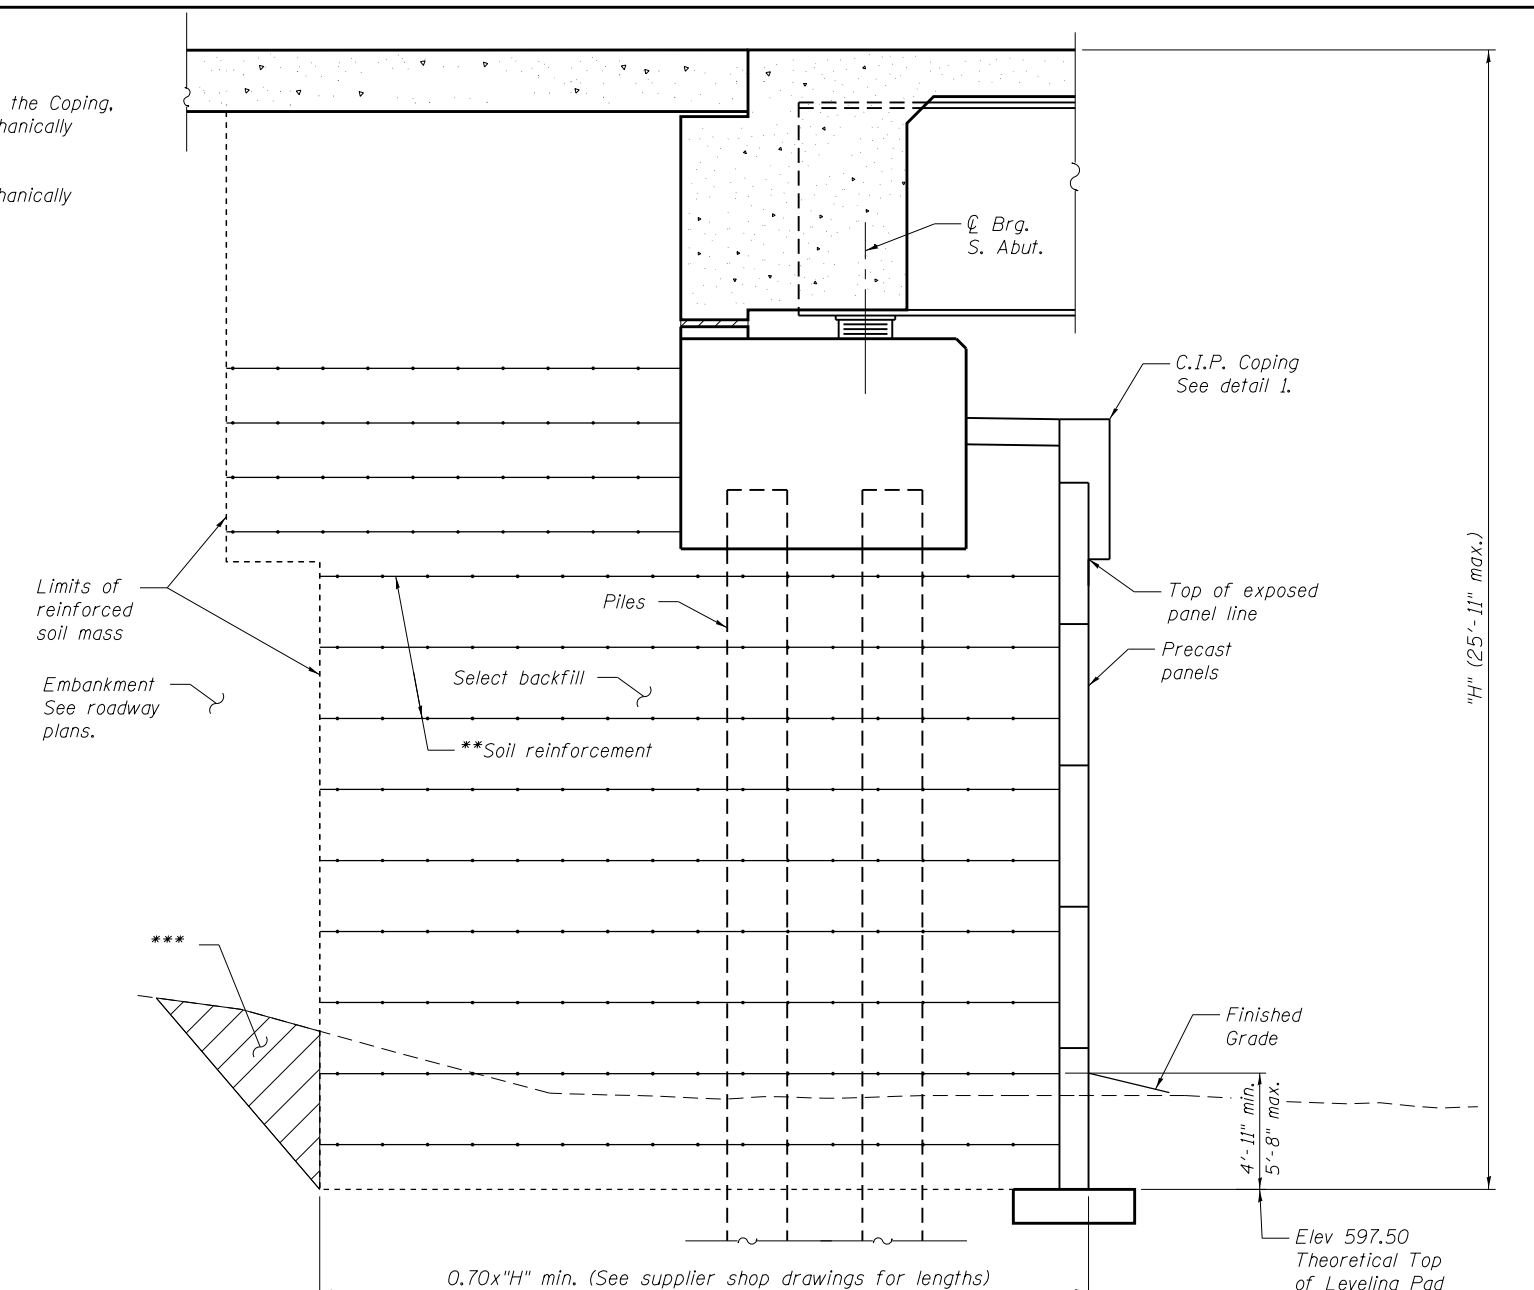 the Coping,
hanically
hanically
℄ Brg.
S. Abut.
C.I.P. Coping
See detail 1.
Limits of
reinforced
soil mass
Piles
Top of exposed
panel line
"H" (25'-11" max.)
Precast
panels
Embankment
See roadway
plans.
Select backfill
**Soil reinforcement
***
Finished
Grade
4'-11" min.
5'-8" max.
Elev 597.50
Theoretical Top
of Leveling Pad
0.70x"H" min. (See supplier shop drawings for lengths)